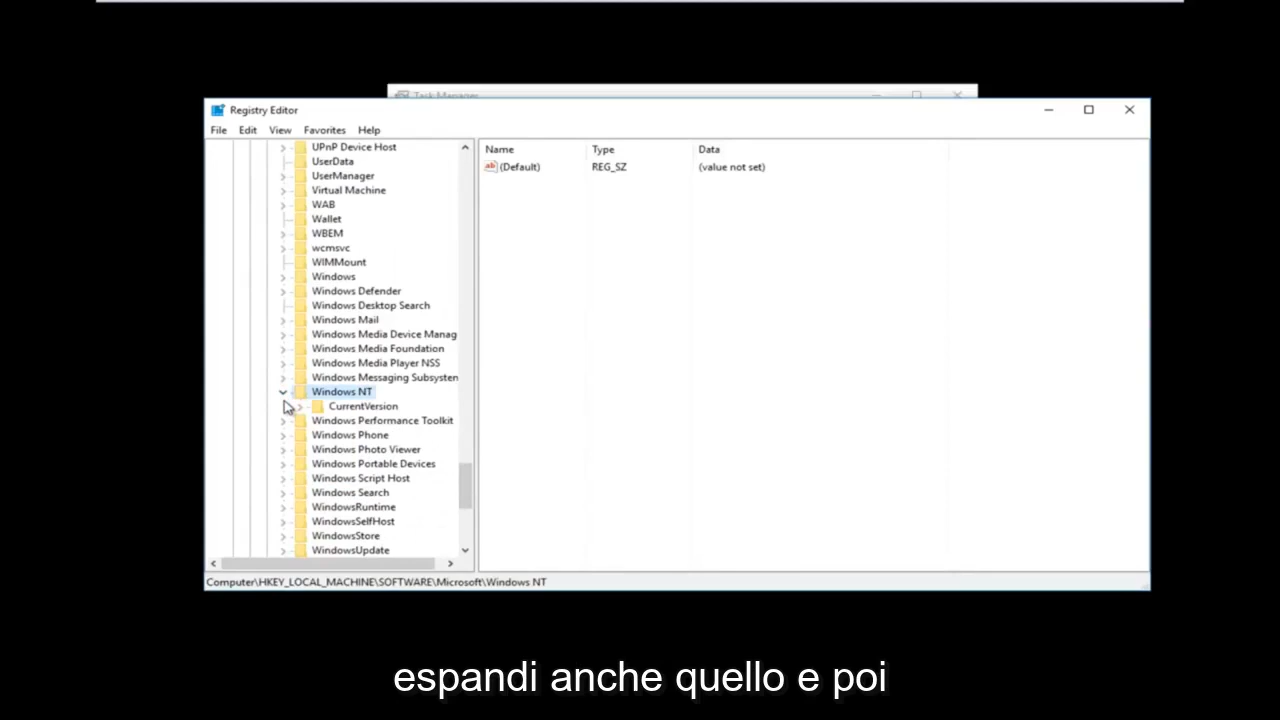 Task Manager
Registry Editor
File Edit View Favorites Help
UPnP Device Host
UserData
UserManager
Virtual Machine
WAB
Wallet
WBEM
wcmsvc
WIMMount
Windows
Windows Defender
Windows Desktop Search
Windows Mail
Windows Media Device Manag
Windows Media Foundation
Windows Media Player NSS
Windows Messaging Subsystem
Windows NT
CurrentVersion
Windows Performance Toolkit
Windows Phone
Windows Photo Viewer
Windows Portable Devices
Windows Script Host
Windows Search
WindowsRuntime
WindowsSelfHost
WindowsStore
WindowsUpdate
Name Type Data
ab (Default) REG_SZ (value not set)
Computer\HKEY_LOCAL_MACHINE\SOFTWARE\Microsoft\Windows NT
espandi anche quello e poi